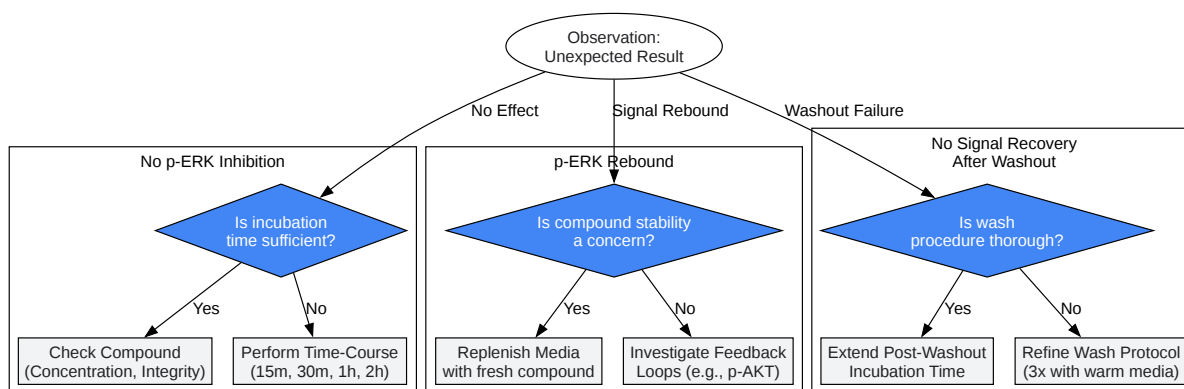 Observation:
Unexpected Result
No Effect
Signal Rebound
Washout Failure
No p-ERK Inhibition
p-ERK Rebound
No Signal Recovery
After Washout
Is incubation
time sufficient?
Is compound stability
a concern?
Is wash
procedure thorough?
Yes
No
Yes
No
Yes
No
Check Compound
(Concentration, Integrity)
Perform Time-Course
(15m, 30m, 1h, 2h)
Replenish Media
with fresh compound
Investigate Feedback
Loops (e.g., p-AKT)
Extend Post-Washout
Incubation Time
Refine Wash Protocol
(3x with warm media)